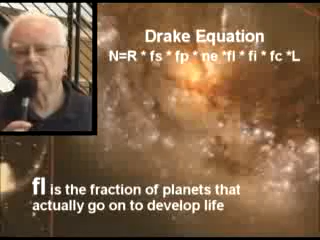 Drake Equation
N=R * fs * fp * ne *fl * fi * fc *L
fl is the fraction of planets that
actually go on to develop life